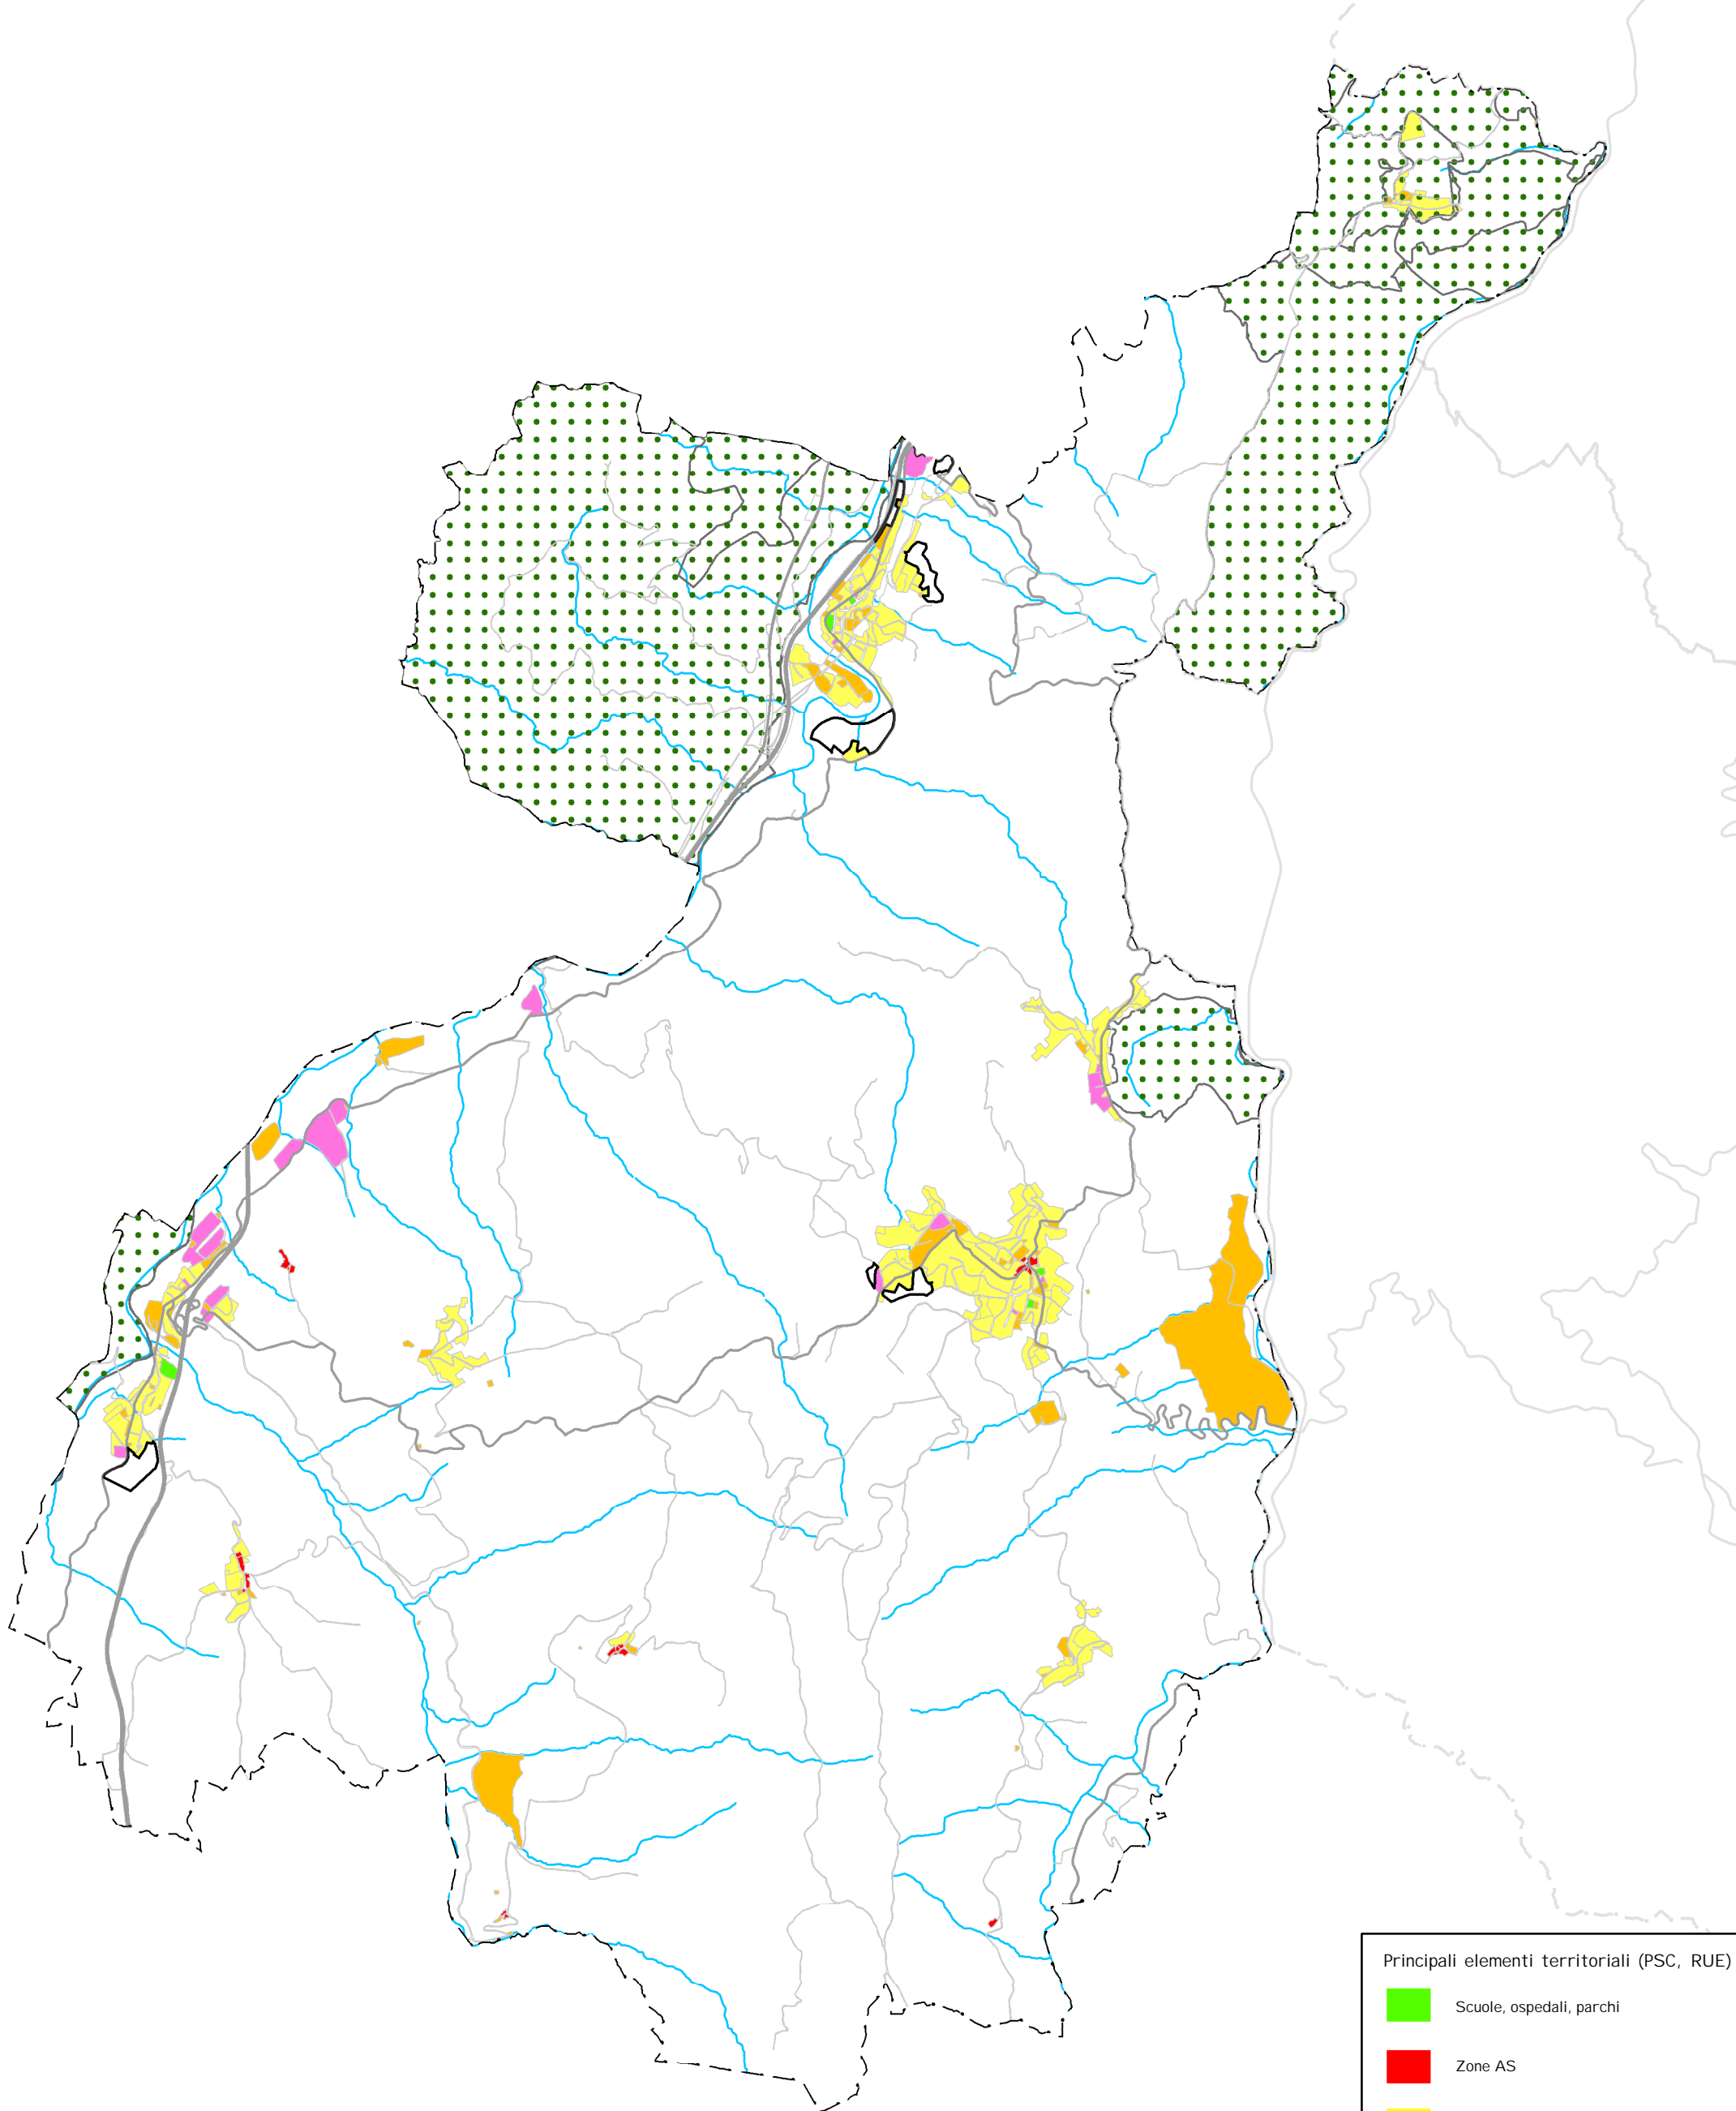 Principali elementi territoriali (PSC, RUE)
Scuole, ospedali, parchi
Zone AS